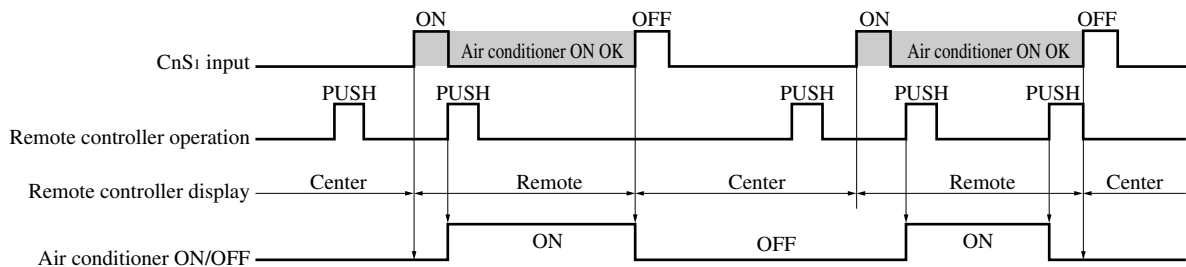 ON OFF ON OFF
CnS1 input Air conditioner ON OK Air conditioner ON OK
PUSH PUSH PUSH PUSH PUSH
Remote controller operation
Remote controller display Center Remote Center Remote Center
Air conditioner ON/OFF ON OFF ON